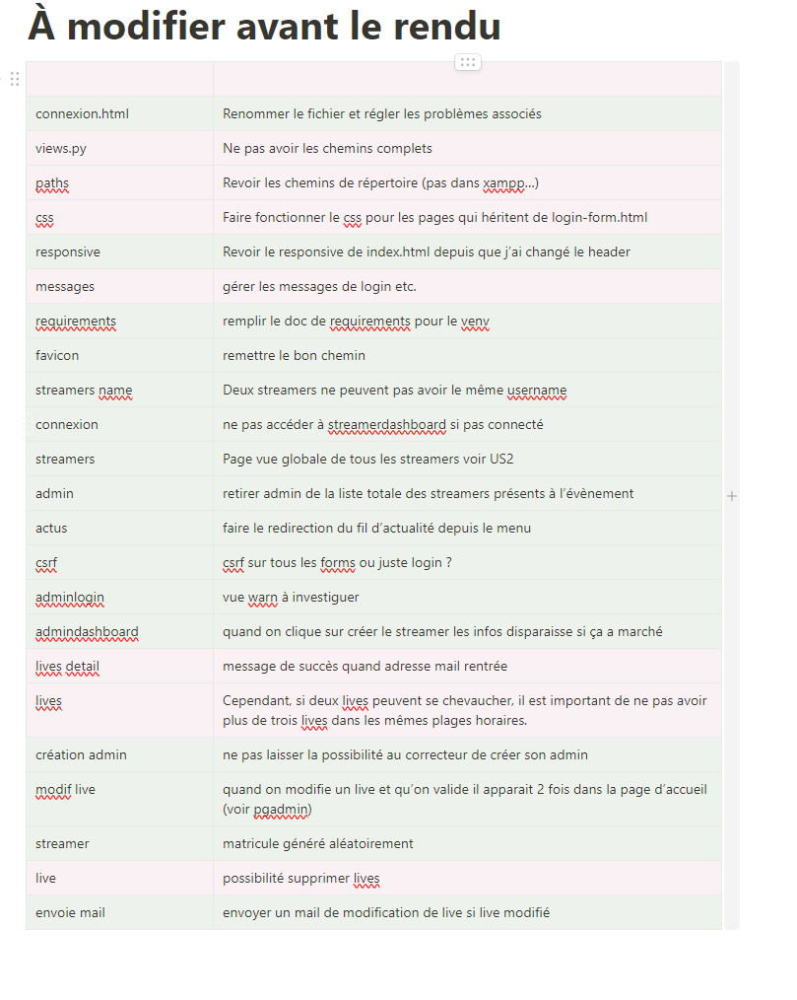 À modifier avant le rendu
connexion.html Renommer le fichier et régler les problèmes associés
views.py Ne pas avoir les chemins complets
paths Revoir les chemins de répertoire (pas dans xampp...)
css Faire fonctionner le css pour les pages qui héritent de login-form.html
responsive Revoir le responsive de index.html depuis que j'ai changé le header
messages gérer les messages de login etc.
requirements remplir le doc de requirements pour le venv
favicon remettre le bon chemin
streamers name Deux streamers ne peuvent pas avoir le même username
connexion ne pas accéder à streamerdashboard si pas connecté
streamers Page vue globale de tous les streamers voir US2
admin retirer admin de la liste totale des streamers présents à l'évènement
actus faire le redirection du fil d'actualité depuis le menu
csrf csrf sur tous les forms ou juste login ?
adminlogin vue warn à investiguer
admindashboard quand on clique sur créer le streamer les infos disparaisse si ça a marché
lives detail message de succès quand adresse mail rentrée
lives Cependant, si deux lives peuvent se chevaucher, il est important de ne pas avoir
plus de trois lives dans les mêmes plages horaires.
création admin ne pas laisser la possibilité au correcteur de créer son admin
modif live quand on modifie un live et qu'on valide il apparait 2 fois dans la page d'accueil
(voir pgadmin)
streamer matricule généré aléatoirement
live possibilité supprimer lives
envoie mail envoyer un mail de modification de live si live modifié